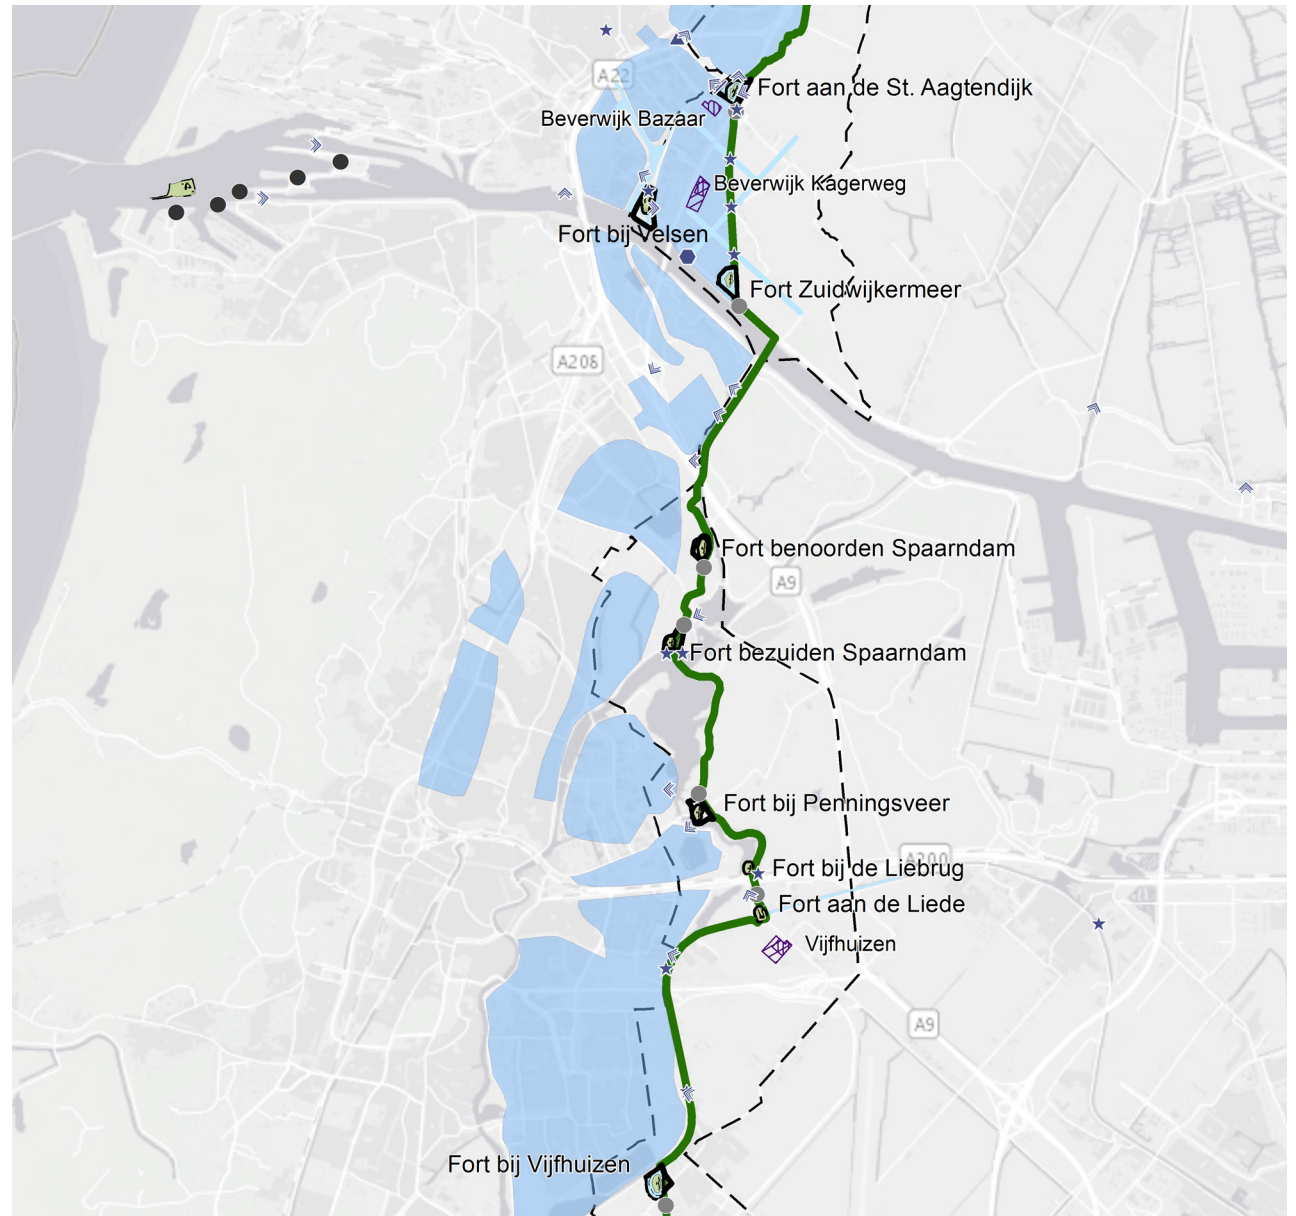 A22
Fort aan de St. Aagtendijk
Beverwijk Bazaar
Beverwijk Kagerweg
Fort bij Velsen
Fort Zuidwijkermeer
A208
Fort benoorden Spaarndam
A9
Fort bezuiden Spaarndam
Fort bij Penningsveer
A200
Fort bij de Liebrug
Fort aan de Liede
Vijfhuizen
A9
Fort bij Vijfhuizen